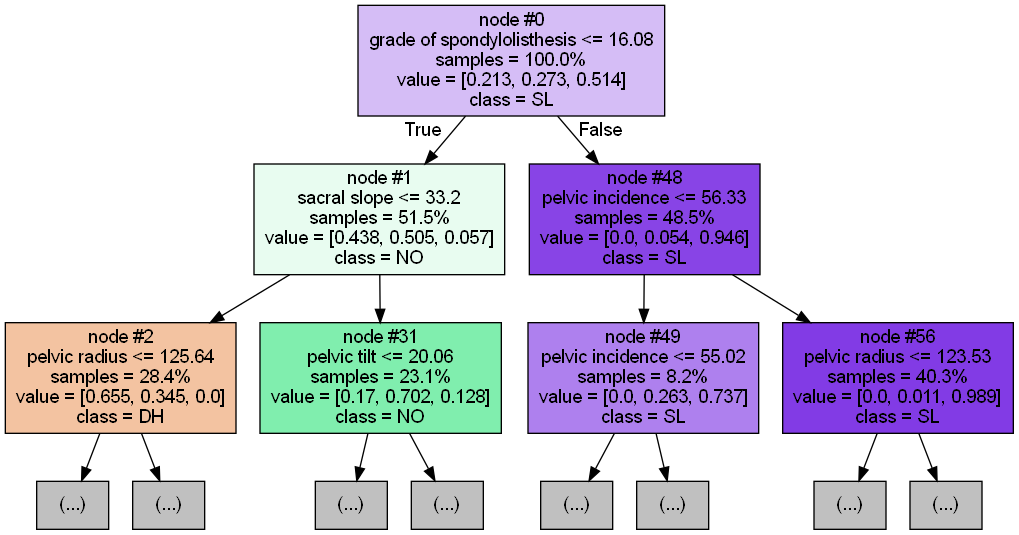 node #0
grade of spondylolisthesis <= 16.08
samples = 100.0%
value = [0.213, 0.273, 0.514]
class = SL
True
False
node #1
sacral slope <= 33.2
samples = 51.5%
value = [0.438, 0.505, 0.057]
class = NO
node #48
pelvic incidence <= 56.33
samples = 48.5%
value = [0.0, 0.054, 0.946]
class = SL
node #2
pelvic radius <= 125.64
samples = 28.4%
value = [0.655, 0.345, 0.0]
class = DH
node #31
pelvic tilt <= 20.06
samples = 23.1%
value = [0.17, 0.702, 0.128]
class = NO
node #49
pelvic incidence <= 55.02
samples = 8.2%
value = [0.0, 0.263, 0.737]
class = SL
node #56
pelvic radius <= 123.53
samples = 40.3%
value = [0.0, 0.011, 0.989]
class = SL
(...)
(...)
(...)
(...)
(...)
(...)
(...)
(...)